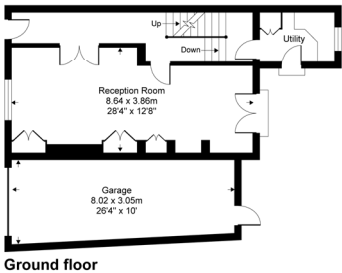 Up
Down
Utility
Reception Room
8.64 x 3.86m
28'4" x 12'8"
Garage
8.02 x 3.05m
26'4" x 10'
Ground floor